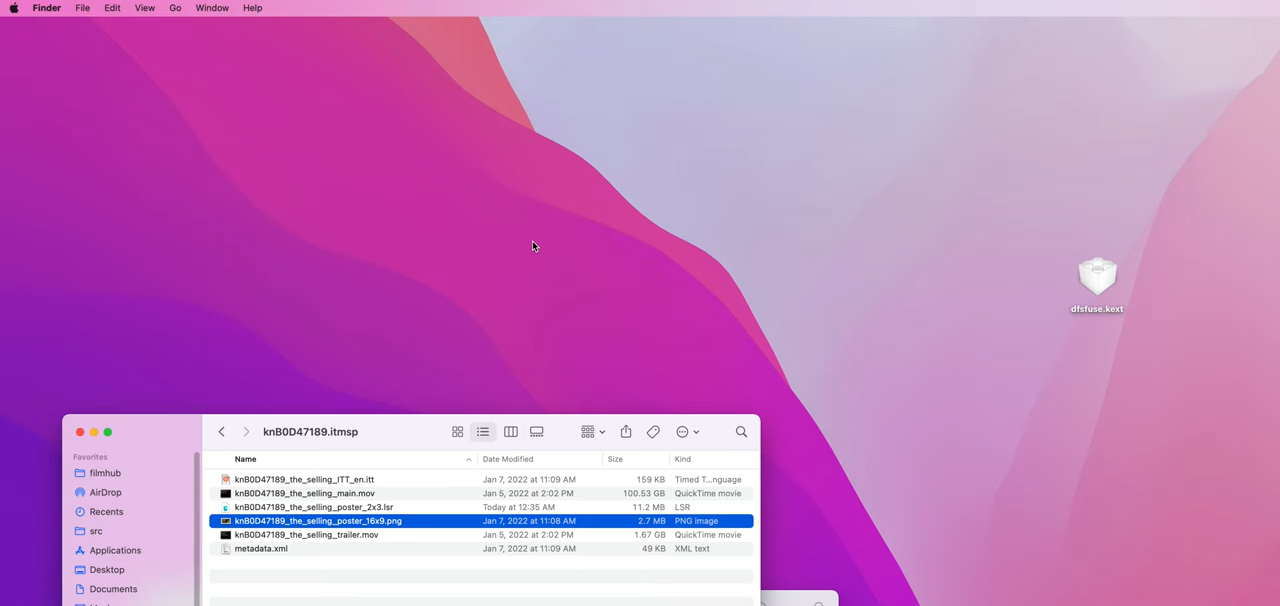 Finder File Edit View Go Window Help
dfsfuse.kext
knB0D47189.itmsp
Favorites
filmhub
AirDrop
Recents
src
Applications
Desktop
Documents
Name Date Modified Size Kind
knB0D47189_the_selling_ITT_en.itt Jan 7, 2022 at 11:09 AM 159 KB Timed T...nguage
knB0D47189_the_selling_main.mov Jan 5, 2022 at 2:02 PM 100.53 GB QuickTime movie
knB0D47189_the_selling_poster_2x3.lsr Today at 12:35 AM 11.2 MB LSR
knB0D47189_the_selling_poster_16x9.png Jan 7, 2022 at 11:08 AM 2.7 MB PNG image
knB0D47189_the_selling_trailer.mov Jan 5, 2022 at 2:02 PM 1.67 GB QuickTime movie
metadata.xml Jan 7, 2022 at 11:09 AM 49 KB XML text